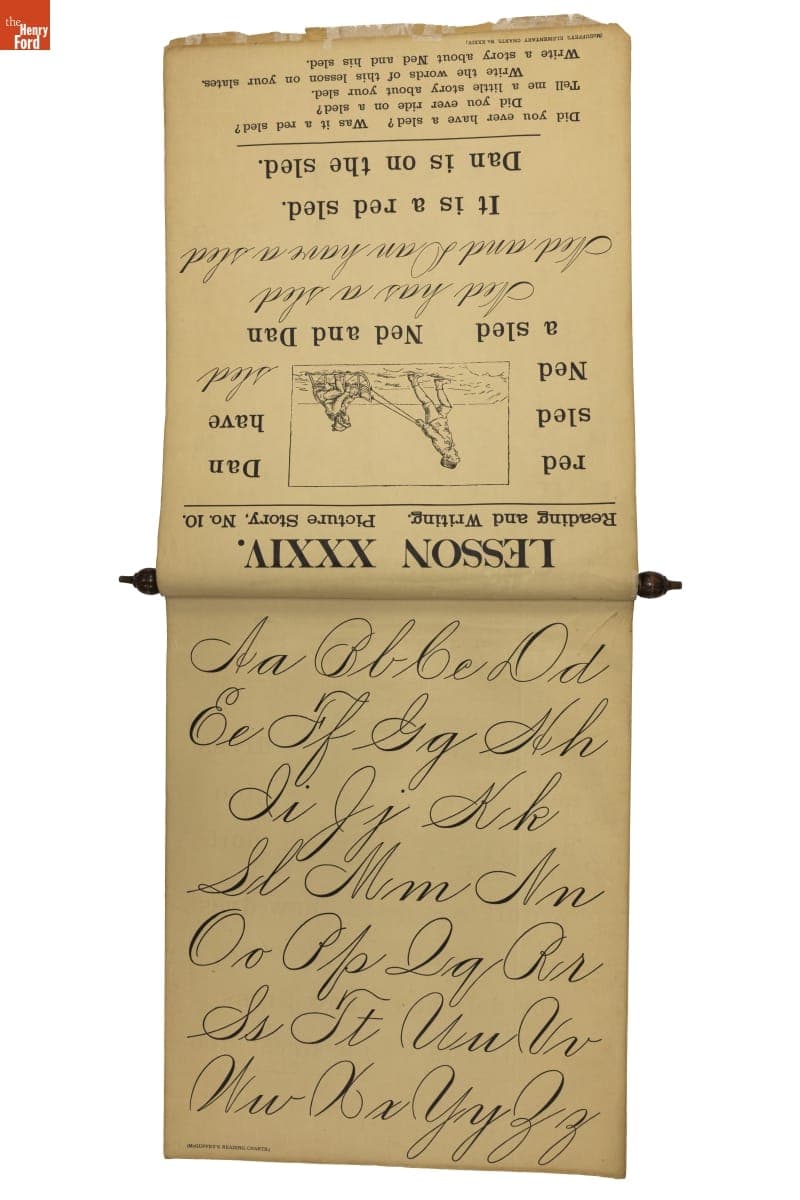 the
Henry
Ford
LESSON XXXIV.
Reading and Writing. Picture Story, No. 10.
red Dan
sled have
Ned sled
a sled Ned and Dan
Ned has a sled
Ned and Dan have a sled
It is a red sled.
Dan is on the sled.
Did you ever have a sled? Was it a red sled?
Did you ever ride on a sled?
Tell me a little story about your sled.
Write the words of this lesson on your slates.
Write a story about Ned and his sled.
(McGUFFEY'S ELEMENTARY CHARTS No. XXXIV.)
Aa Bb Cc Dd
Ee Ff Gg Hh
Ii Jj Kk
Ll Mm Nn
Oo Pp Qq Rr
Ss Tt Uu Vv
Ww Xx Yy Zz
(McGUFFEY'S READING CHARTS.)